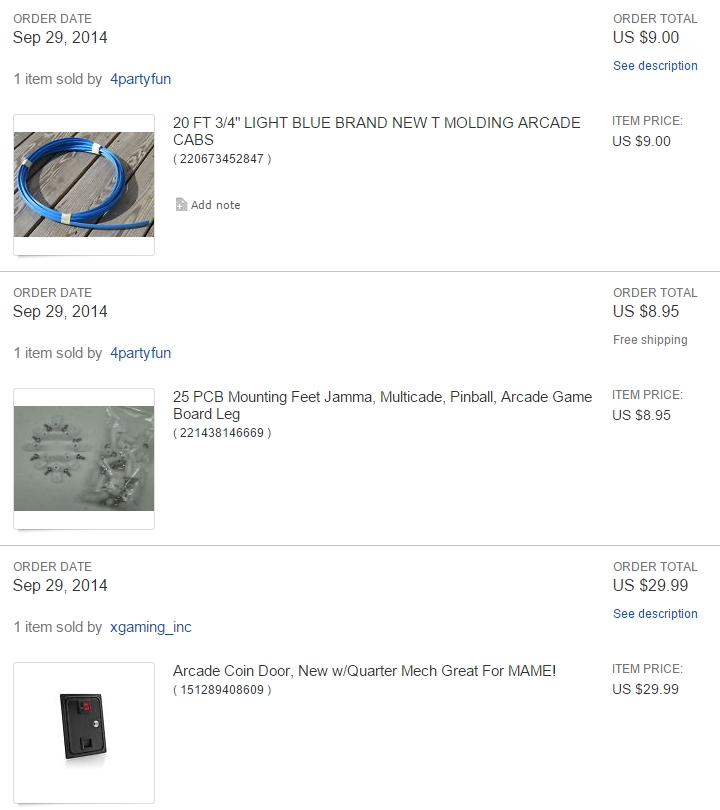 ORDER DATE
ORDER TOTAL
Sep 29, 2014
US $9.00
See description
1 item sold by 4partyfun
20 FT 3/4" LIGHT BLUE BRAND NEW T MOLDING ARCADE
CABS
( 220673452847 )
ITEM PRICE:
US $9.00
Add note
ORDER DATE
ORDER TOTAL
Sep 29, 2014
US $8.95
Free shipping
1 item sold by 4partyfun
25 PCB Mounting Feet Jamma, Multicade, Pinball, Arcade Game
Board Leg
( 221438146669 )
ITEM PRICE:
US $8.95
ORDER DATE
ORDER TOTAL
Sep 29, 2014
US $29.99
See description
1 item sold by xgaming_inc
Arcade Coin Door, New w/Quarter Mech Great For MAME!
( 151289408609 )
ITEM PRICE:
US $29.99